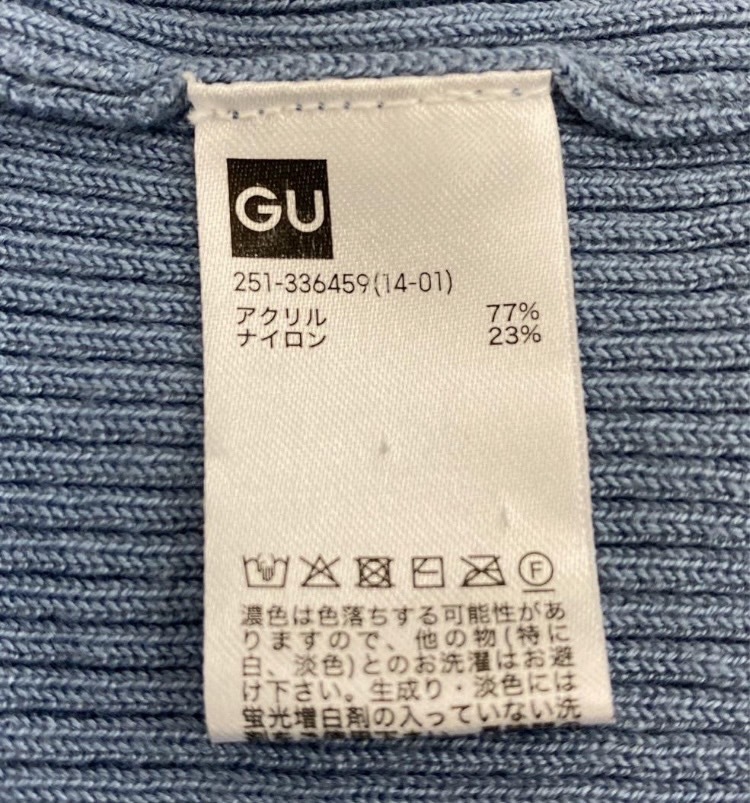 GU
251-336459(14-01)
アクリル 77%
ナイロン 23%
F
濃色は色落ちする可能性があ
りますので、他の物(特に
白、淡色)とのお洗濯はお避
け下さい。生成り・淡色には
蛍光増白剤の入っていない洗